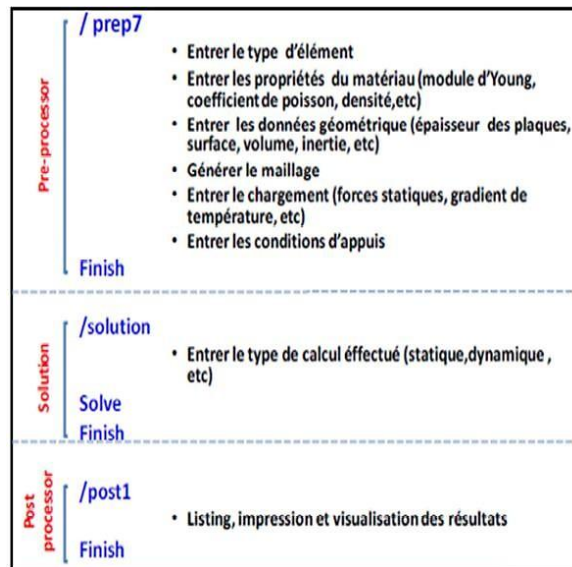 Pre-processor
/ prep7
• Entrer le type d'élément
• Entrer les propriétés du matériau (module d'Young,
coefficient de poisson, densité,etc)
• Entrer les données géométrique (épaisseur des plaques,
surface, volume, inertie, etc)
• Générer le maillage
• Entrer le chargement (forces statiques, gradient de
température, etc)
• Entrer les conditions d'appuis
Finish
Solution
/solution
• Entrer le type de calcul éffectué (statique,dynamique ,
etc)
Solve
Finish
Post
processor
/post1
• Listing, impression et visualisation des résultats
Finish